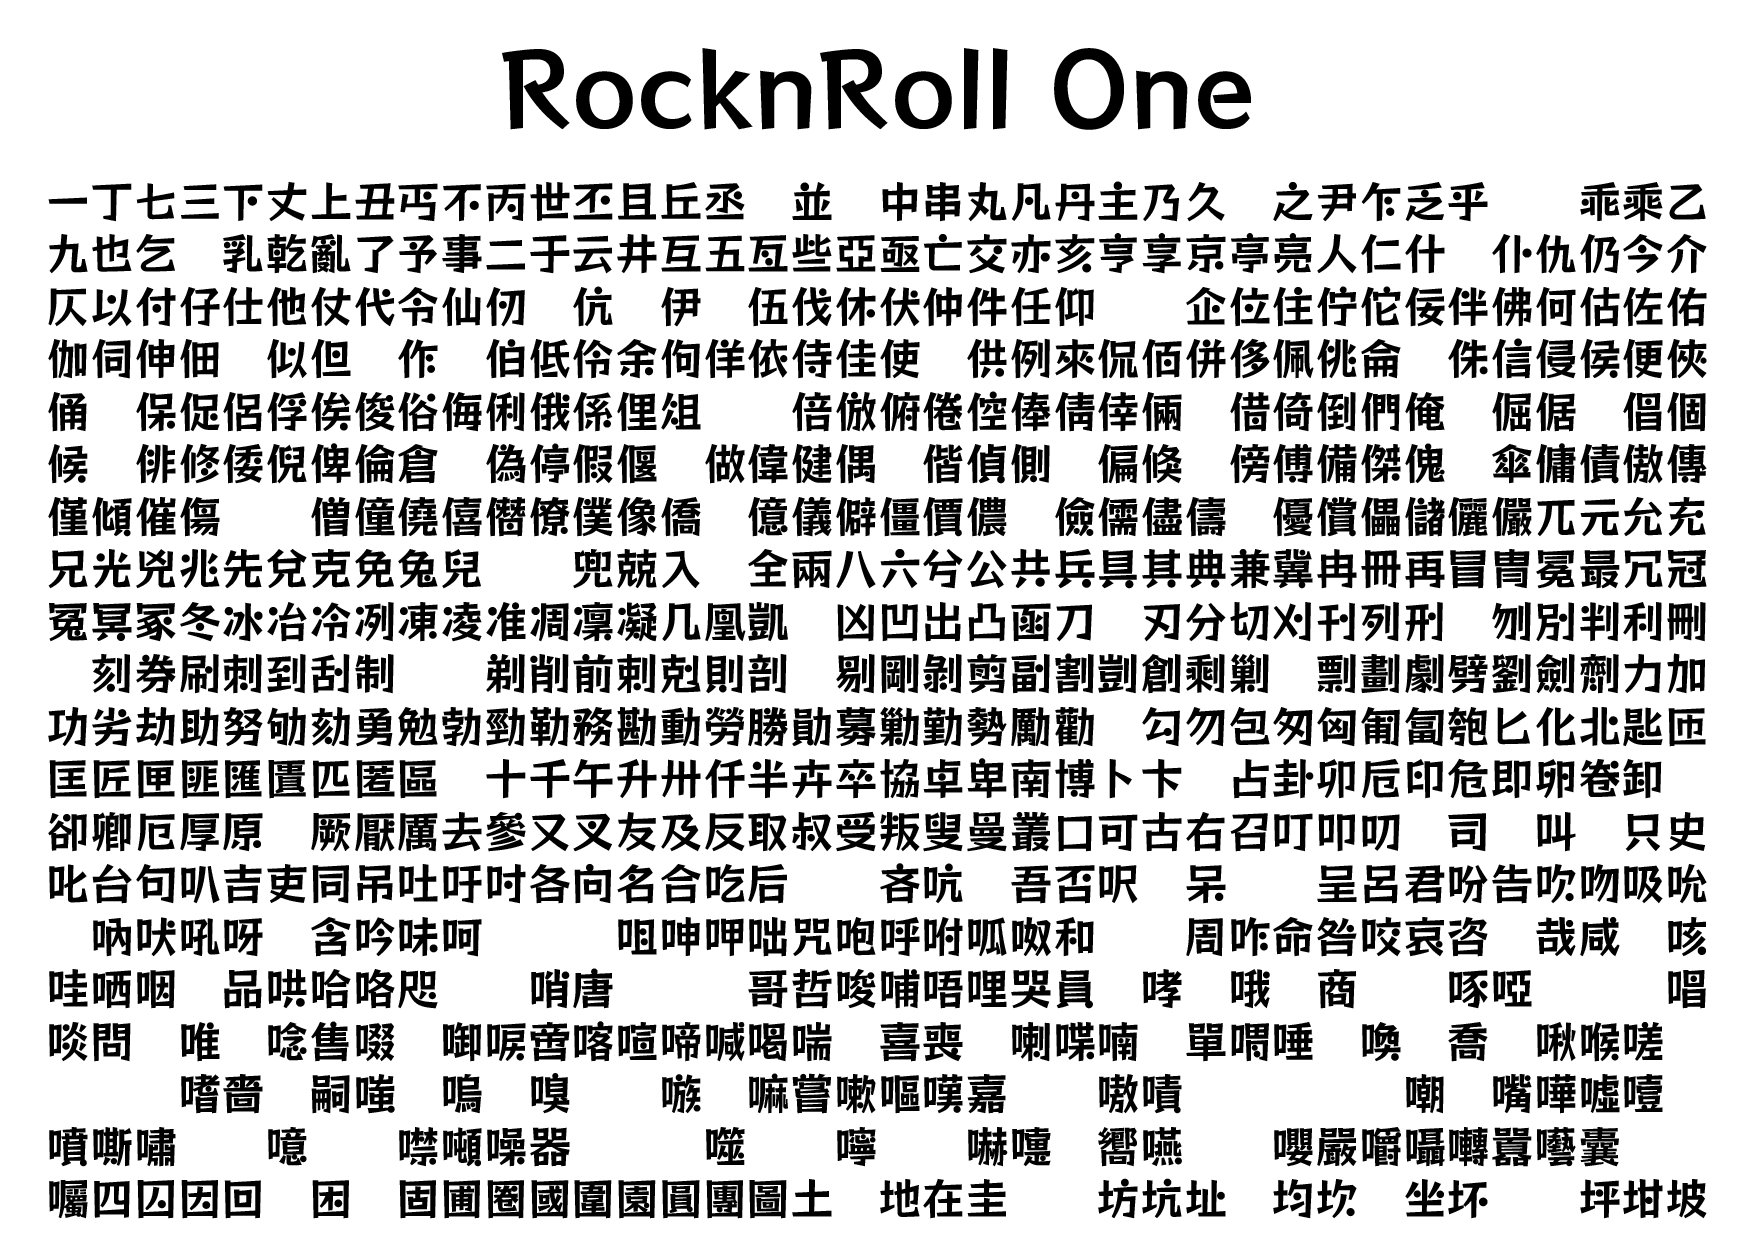 RocknRoll One
一丁七三下丈上丑丐不丙世丕且丘丞　並　中串丸凡丹主乃久　之尹乍乏乎　　乖乘乙
九也乞　乳乾亂了予事二于云井互五亙些亞亟亡交亦亥亨享京亭亮人仁什　仆仇仍今介
仄以付仔仕他仗代令仙仞　伉　伊　伍伐休伏仲件任仰　　企位住佇佗佞伴佛何估佐佑
伽伺伸佃　似但　作　伯低伶余佝佯依侍佳使　供例來侃佰併侈佩佻侖　侏信侵侯便俠
俑　保促侶俘俟俊俗侮俐俄係俚俎　　倍倣俯倦倥俸倩倖倆　借倚倒們俺　倔倨　倡個
候　俳修倭倪俾倫倉　偽停假偃　做偉健偶　偕偵側　偏倏　傍傅備傑傀　傘傭債傲傳
僅傾催傷　　僧僮僥僖僭僚僕像僑　億儀僻僵價儂　儉儒儘儔　優償儡儲儷儼兀元允充
兄光兇兆先兌克免兔兒　　兜兢入　全兩八六兮公共兵具其典兼冀冉冊再冒冑冕最冗冠
冤冥冢冬冰冶冷冽凍凌准凋凜凝几凰凱　凶凹出凸函刀　刃分切刈刊列刑　刎別判利刪
刻券刷刺到刮制　　剃削前刺剋則剖　剔剛剝剪副割剴創剩剿　剽劃劇劈劉劍劑力加
功劣劫助努劬劾勇勉勃勁勒務勘動勞勝勛募勦勤勢勵勸　勾勿包匆匈匍匐匏匕化北匙匝
匡匠匣匪匯匱匹匿區　十千午升卅仟半卉卒協卓卑南博卜卞　占卦卯卮印危即卵卷卸
卻卿厄厚原　厥厭厲去參又叉友及反取叔受叛叟曼叢口可古右召叮叩叨　司　叫　只史
叱台句叭吉吏同吊吐吁吋各向名合吃后　　吝吭　吾否呎　呆　　呈呂君吩告吹吻吸吮
吶吠吼呀　含吟味呵　　　咀呻呷咄咒咆呼咐呱呶和　　周咋命咎咬哀咨　哉咸　咳
哇哂咽　品哄哈咯咫　　哨唐　　　哥哲唆哺唔哩哭員　哮　哦　商　　啄啞　　　唱
啖問　唯　唸售啜　啣唳啻喀喧啼喊喝喘　喜喪　喇喋喃　單喟唾　喚　喬　啾喉嗟
嗜嗇　嗣嗤　嗚　嗅　　嗾　嘛嘗嗽嘔嘆嘉　　嗷嘖　　　　　嘲　嘴嘩噓噎
噴嘶嘯　　噫　　噤噸噪器　　　噬　　嚀　　嚇嚏　嚮嚥　　嚶嚴嚼囁囀囂囈囊
囑四囚因回　困　固圃圈國圍園圓團圖土　地在圭　　坊坑址　均坎　坐坏　　坪坩坡